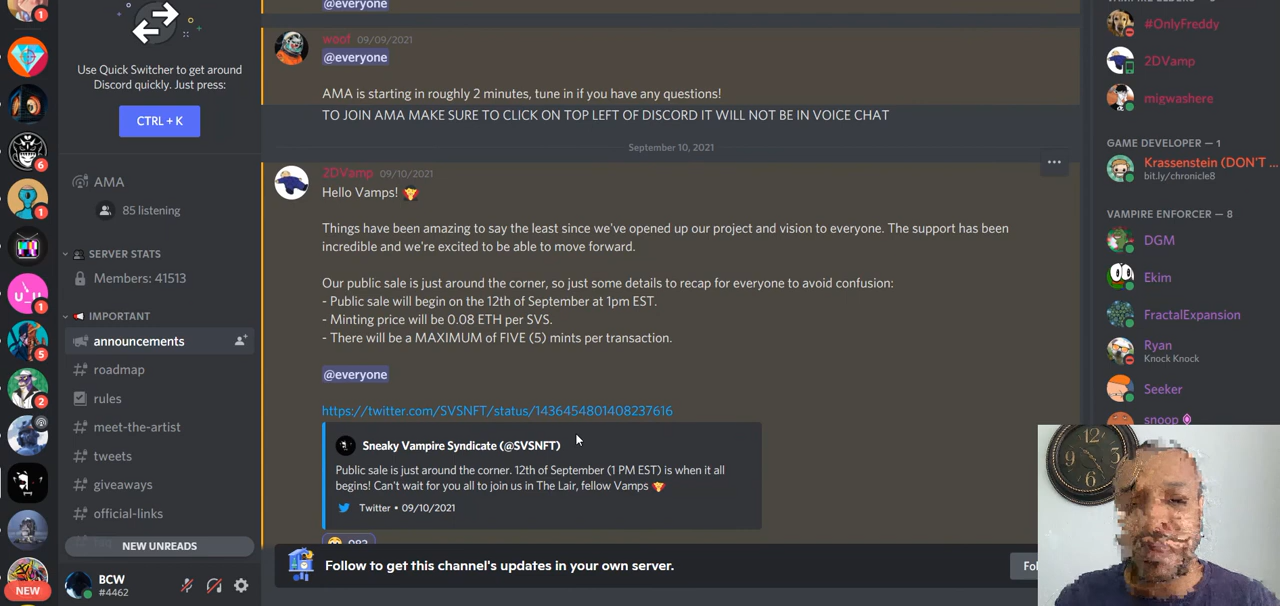 1
6
1
1
5
2
NEW
Use Quick Switcher to get around
Discord quickly. Just press:
CTRL + K
AMA
85 listening
SERVER STATS
Members: 41513
IMPORTANT
announcements
roadmap
rules
meet-the-artist
tweets
giveaways
official-links
NEW UNREADS
BCW
#4462
@everyone
woof 09/09/2021
@everyone
AMA is starting in roughly 2 minutes, tune in if you have any questions!
TO JOIN AMA MAKE SURE TO CLICK ON TOP LEFT OF DISCORD IT WILL NOT BE IN VOICE CHAT
September 10, 2021
2DVamp 09/10/2021
Hello Vamps!
Things have been amazing to say the least since we've opened up our project and vision to everyone. The support has been
incredible and we're excited to be able to move forward.
Our public sale is just around the corner, so just some details to recap for everyone to avoid confusion:
- Public sale will begin on the 12th of September at 1pm EST.
- Minting price will be 0.08 ETH per SVS.
- There will be a MAXIMUM of FIVE (5) mints per transaction.
@everyone
https://twitter.com/SVSNFT/status/1436454801408237616
Sneaky Vampire Syndicate (@SVSNFT)
Public sale is just around the corner. 12th of September (1 PM EST) is when it all
begins! Can't wait for you all to join us in The Lair, fellow Vamps
Twitter • 09/10/2021
Follow to get this channel's updates in your own server.
#OnlyFreddy
2DVamp
migwashere
GAME DEVELOPER — 1
Krassenstein (DON'T ...
bit.ly/chronicle8
VAMPIRE ENFORCER — 8
DGM
Ekim
FractalExpansion
Ryan
Knock Knock
Seeker
snoop